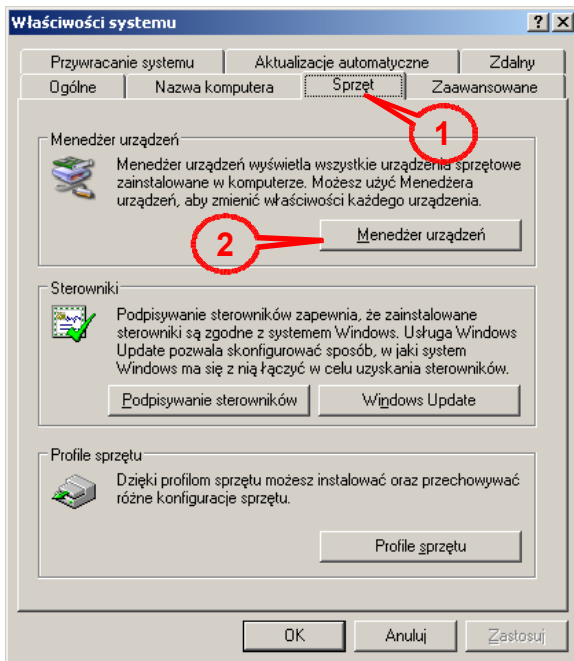 Właściwości systemu
Przywracanie systemu Aktualizacje automatyczne Zdalny
Ogólne Nazwa komputera Sprzęt Zaawansowane
1
Menedżer urządzeń
Menedżer urządzeń wyświetla wszystkie urządzenia sprzętowe
zainstalowane w komputerze. Możesz użyć Menedżera
urządzeń, aby zmienić właściwości każdego urządzenia.
2
Menedżer urządzeń
Sterowniki
Podpisywanie sterowników zapewnia, że zainstalowane
sterowniki są zgodne z systemem Windows. Usługa Windows
Update pozwala skonfigurować sposób, w jaki system
Windows ma się z nią łączyć w celu uzyskania sterowników.
Podpisywanie sterowników Windows Update
Profile sprzętu
Dzięki profilom sprzętu możesz instalować oraz przechowywać
różne konfiguracje sprzętu.
Profile sprzętu
OK Anuluj Zastosuj